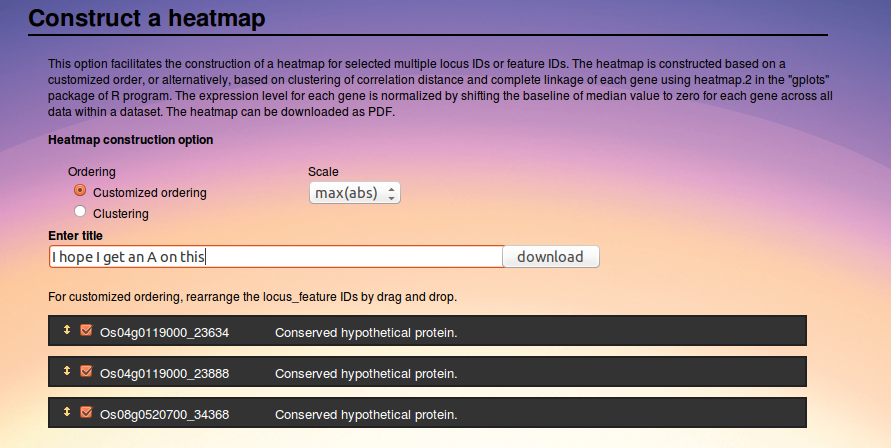 Construct a heatmap
This option facilitates the construction of a heatmap for selected multiple locus IDs or feature IDs. The heatmap is constructed based on a
customized order, or alternatively, based on clustering of correlation distance and complete linkage of each gene using heatmap.2 in the "gplots"
package of R program. The expression level for each gene is normalized by shifting the baseline of median value to zero for each gene across all
data within a dataset. The heatmap can be downloaded as PDF.
Heatmap construction option
Ordering Scale
Customized ordering max(abs)
Clustering
Enter title
I hope I get an A on this download
For customized ordering, rearrange the locus_feature IDs by drag and drop.
Os04g0119000_23634 Conserved hypothetical protein.
Os04g0119000_23888 Conserved hypothetical protein.
Os08g0520700_34368 Conserved hypothetical protein.